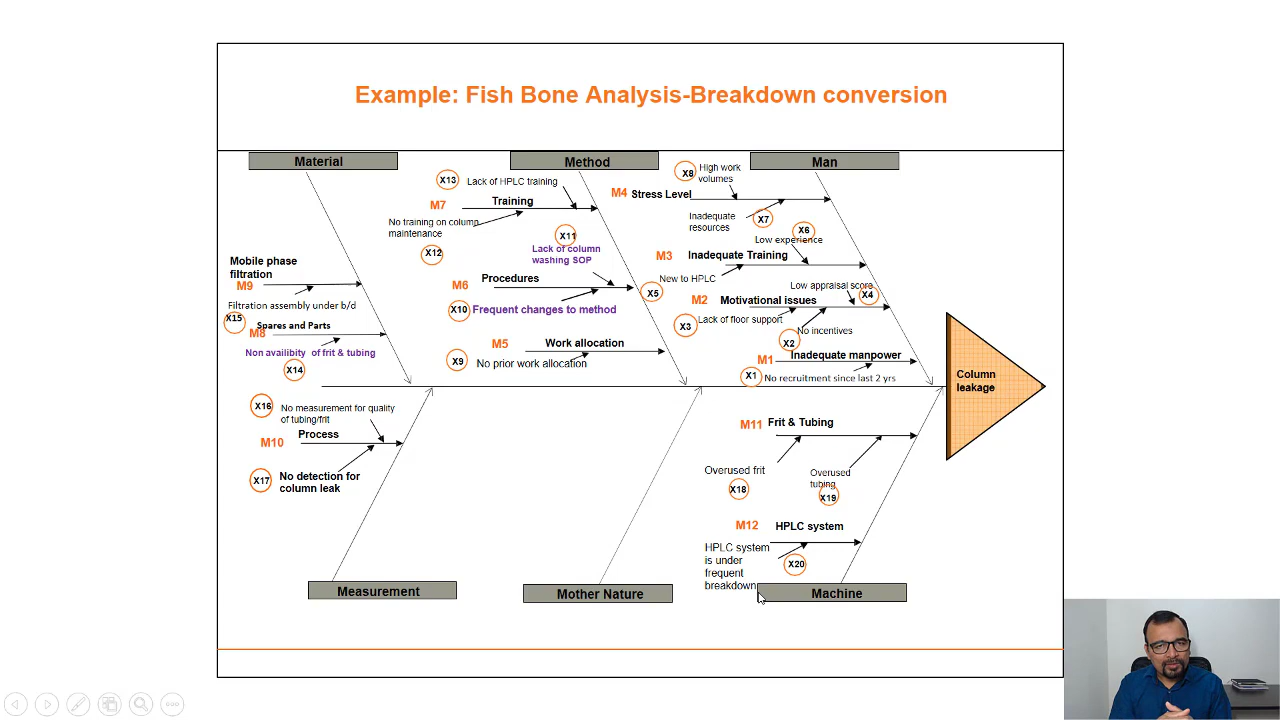 Example: Fish Bone Analysis-Breakdown conversion
Material
Method
Man
X13
Lack of HPLC training
M7
Training
No training on column
maintenance
X12
X11
Lack of column
washing SOP
M6
Procedures
X10
Frequent changes to method
M5
Work allocation
X9
No prior work allocation
X8
High work
volumes
M4
Stress Level
Inadequate
resources
X7
X6
Low experience
M3
Inadequate Training
New to HPLC
X5
Low appraisal score
X4
M2
Motivational issues
X3
Lack of floor support
No incentives
X2
M1
Inadequate manpower
X1
No recruitment since last 2 yrs
Mobile phase
filtration
M9
Filtration assembly under b/d
X15
Spares and Parts
M8
Non availibity of frit & tubing
X14
Column
leakage
X16
No measurement for quality
of tubing/frit
M10
Process
X17
No detection for
column leak
M11
Frit & Tubing
Overused frit
X18
Overused
tubing
X19
M12
HPLC system
HPLC system
is under
frequent
breakdown
X20
Measurement
Mother Nature
Machine